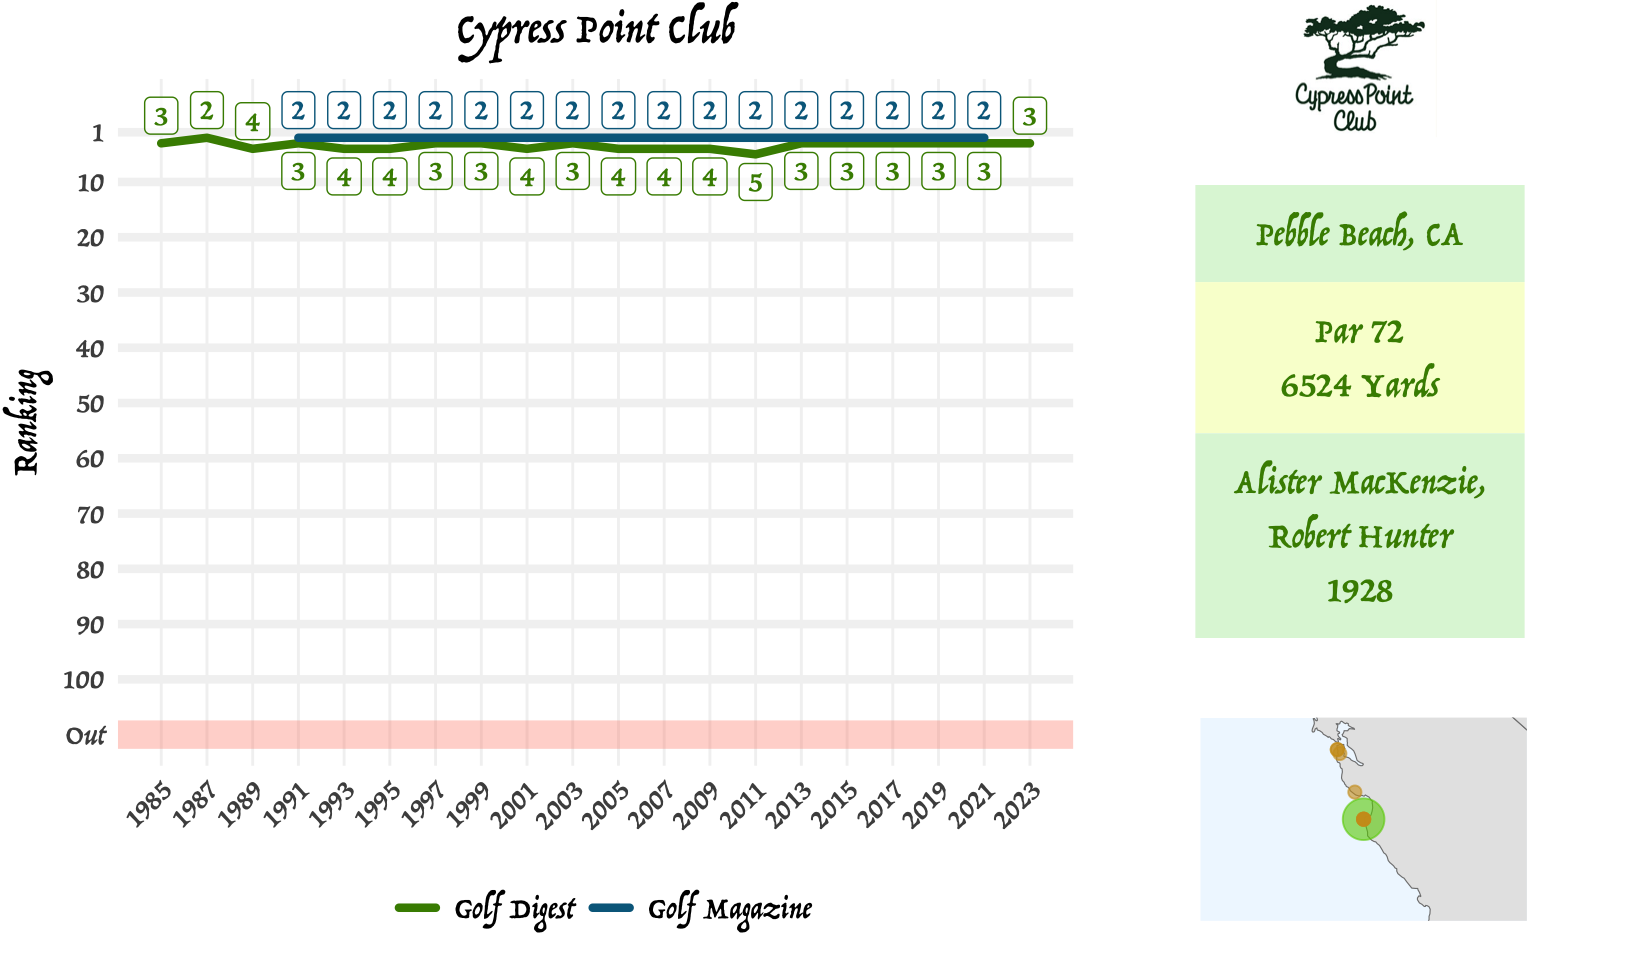 Cypress Point Club
3 2 4 2 2 2 2 2 2 2 2 2 2 2 2 2 2 2 2 3
3 4 4 3 3 4 3 4 4 4 5 3 3 3 3 3
1
10
20
30
40
50
60
70
80
90
100
Out
Ranking
1985 1987 1989 1991 1993 1995 1997 1999 2001 2003 2005 2007 2009 2011 2013 2015 2017 2019 2021 2023
Golf Digest Golf Magazine
Cypress Point
Club
Pebble Beach, CA
Par 72
6524 Yards
Alister MacKenzie,
Robert Hunter
1928